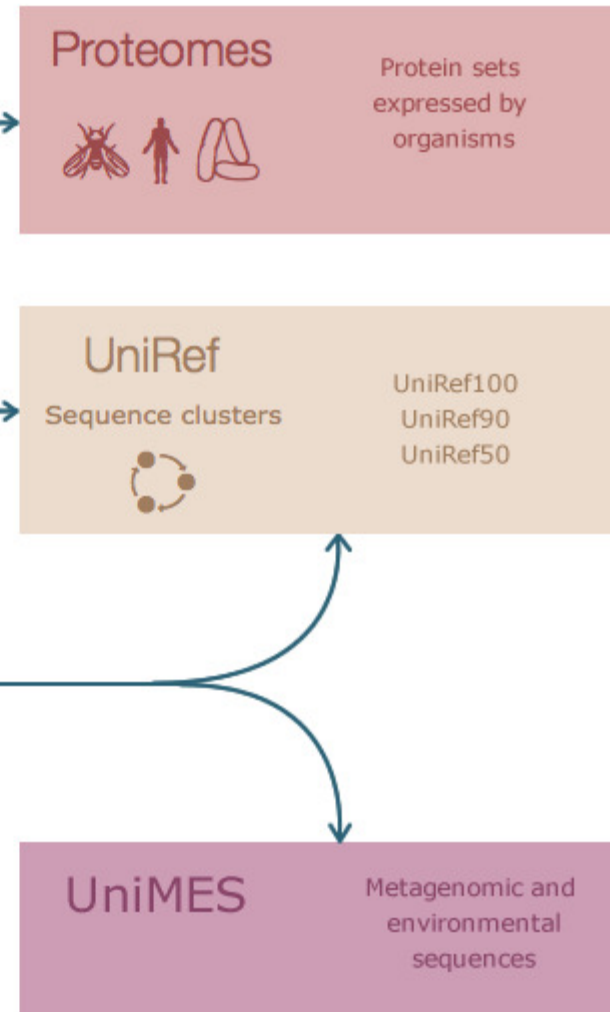 Proteomes
Protein sets
expressed by
organisms
UniRef
Sequence clusters
UniRef100
UniRef90
UniRef50
UniMES
Metagenomic and
environmental
sequences